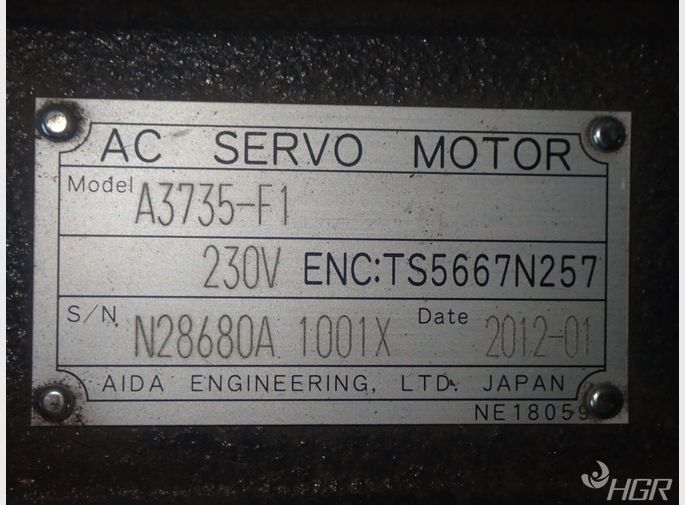 AC SERVO MOTOR
Model A3735-F1
230V ENC:TS5667N257
S/N N28680A 1001X Date 2012-01
AIDA ENGINEERING, LTD. JAPAN
NE18059
HGR